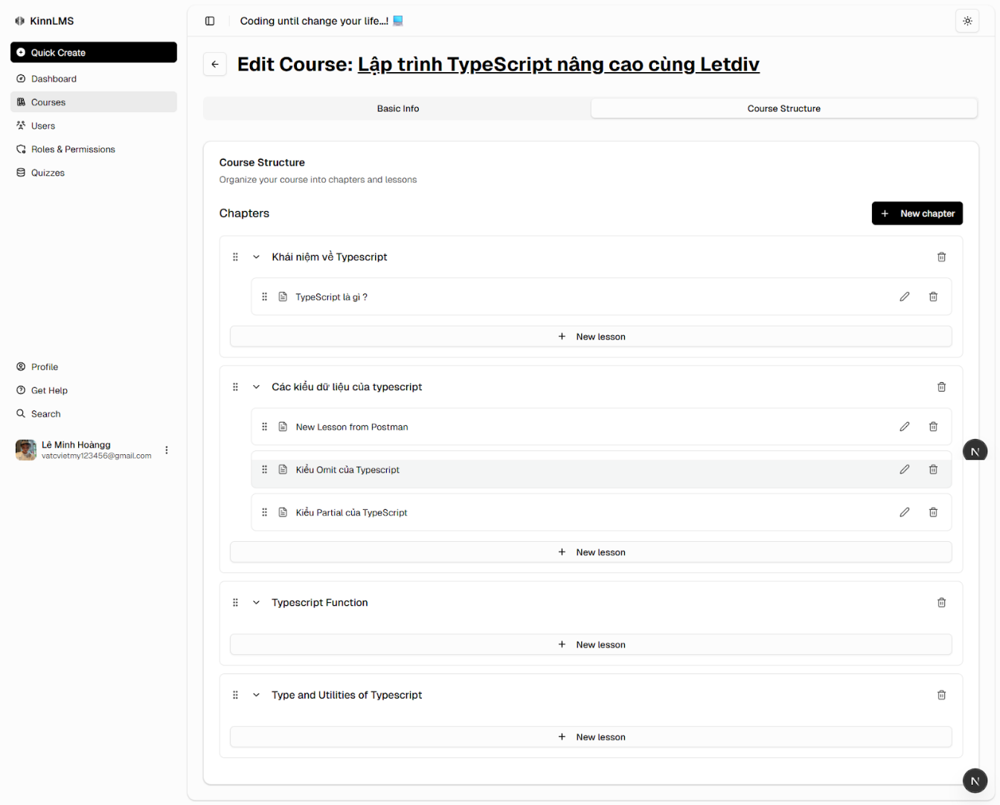 KinnLMS
Quick Create
Dashboard
Courses
Users
Roles & Permissions
Quizzes
Profile
Get Help
Search
Lê Minh Hoàngg
vatcvietmy123456@gmail.com
Coding until change your life...! 💻
Edit Course: Lập trình TypeScript nâng cao cùng Letdiv
Basic Info
Course Structure
Course Structure
Organize your course into chapters and lessons
Chapters
New chapter
Khái niệm về Typescript
TypeScript là gì ?
New lesson
Các kiểu dữ liệu của typescript
New Lesson from Postman
Kiểu Omit của Typescript
Kiểu Partial của TypeScript
New lesson
Typescript Function
New lesson
Type and Utilities of Typescript
New lesson
N
N